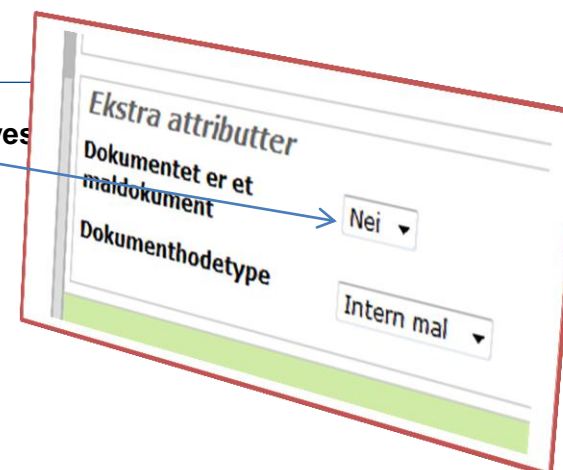 Ekstra attributter
Dokumentet er et
maldokument
Nei
Dokumenthodetype
Intern mal